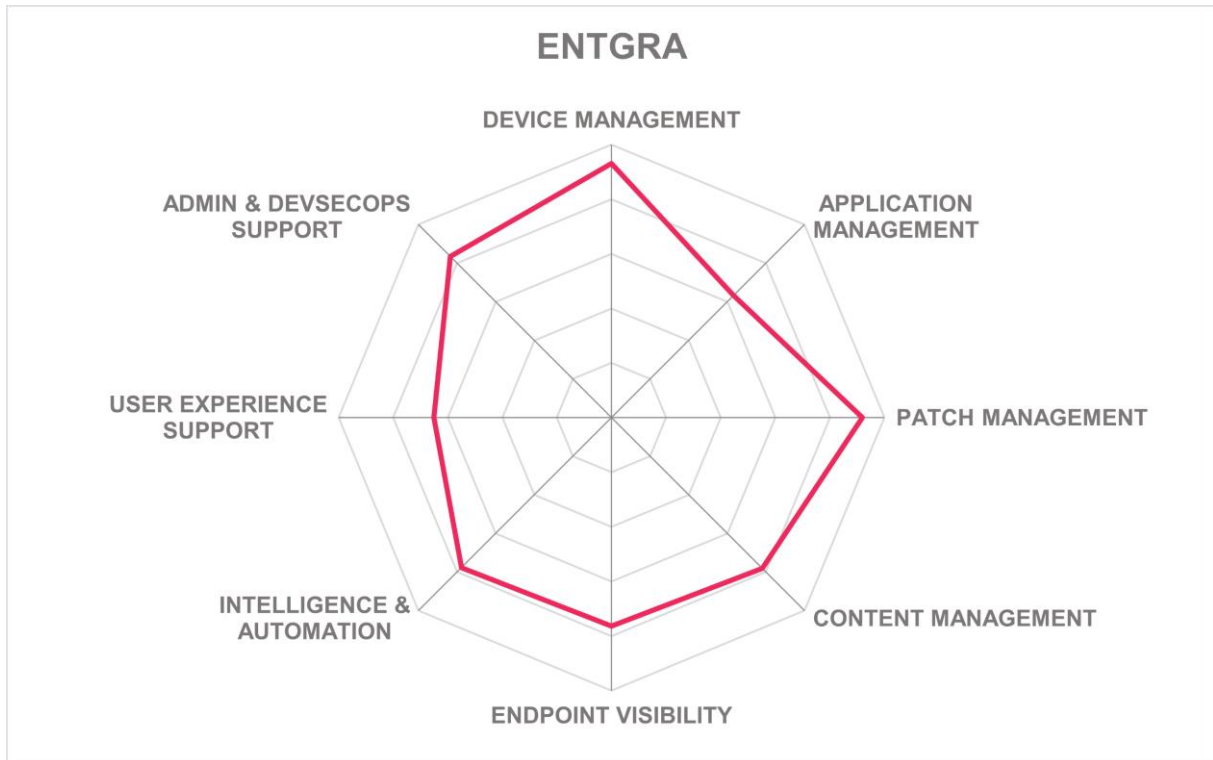 ENTGRA
DEVICE MANAGEMENT
ADMIN & DEVSECOPS
SUPPORT
APPLICATION
MANAGEMENT
USER EXPERIENCE
SUPPORT
PATCH MANAGEMENT
INTELLIGENCE &
AUTOMATION
CONTENT MANAGEMENT
ENDPOINT VISIBILITY